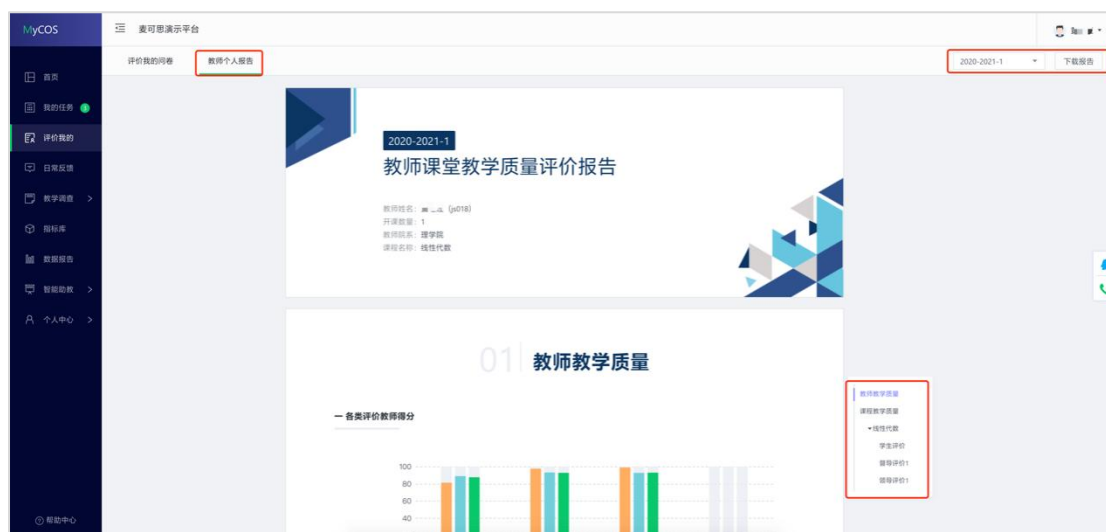 MyCOS
麦可思演示平台
评价我的问卷
教师个人报告
2020-2021-1
下载报告
首页
我的任务
评价我的
日常反馈
教学调查
指标库
数据报告
智能助教
个人中心
帮助中心
2020-2021-1
教师课堂教学质量评价报告
教师姓名: (js018)
开课数量: 1
教师院系: 理学院
课程名称: 线性代数
01 教师教学质量
一 各类评价教师得分
100
80
60
40
教师教学质量
课程教学质量
线性代数
学生评价
督导评价1
领导评价1